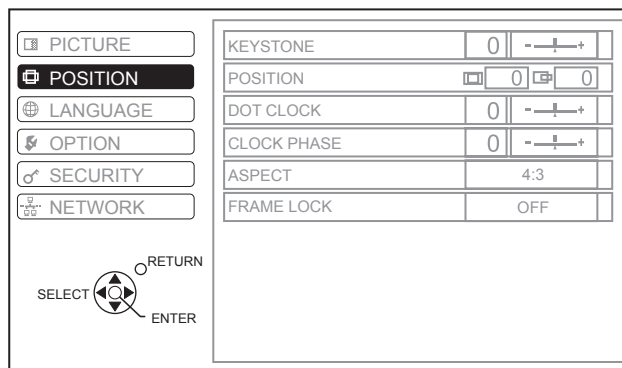 PICTURE
POSITION
LANGUAGE
OPTION
SECURITY
NETWORK
RETURN
SELECT
ENTER
KEYSTONE 0 - +
POSITION 0 0
DOT CLOCK 0 - +
CLOCK PHASE 0 - +
ASPECT 4:3
FRAME LOCK OFF